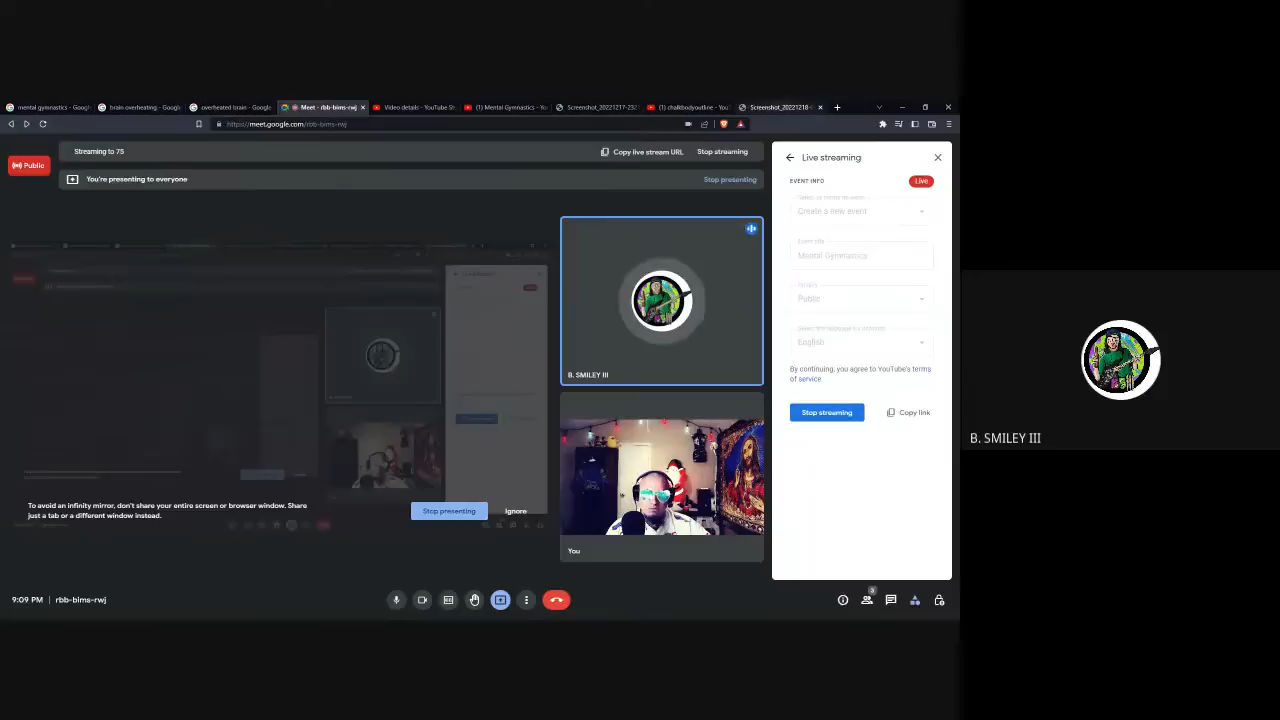 mental gymnastics - Googl
brain overheating - Googl
overheated brain - Google
Meet - rbb-bims-rwj
Video details - YouTube St
(1) Mental Gymnastics - Yo
Screenshot_20221217-232
(1) chalkbodyoutline - You
Screenshot_20221218-
https://meet.google.com/rbb-bims-rwj
Public
Streaming to 75
Copy live stream URL
Stop streaming
You're presenting to everyone
Stop presenting
Live streaming
EVENT INFO
Live
Create a new event
Event title
Mental Gymnastics
Public
English
By continuing, you agree to YouTube's terms
of service
Stop streaming
Copy link
B. SMILEY III
To avoid an infinity mirror, don't share your entire screen or browser window. Share
just a tab or a different window instead.
Stop presenting
Ignore
You
9:09 PM | rbb-bims-rwj
3
B. SMILEY III